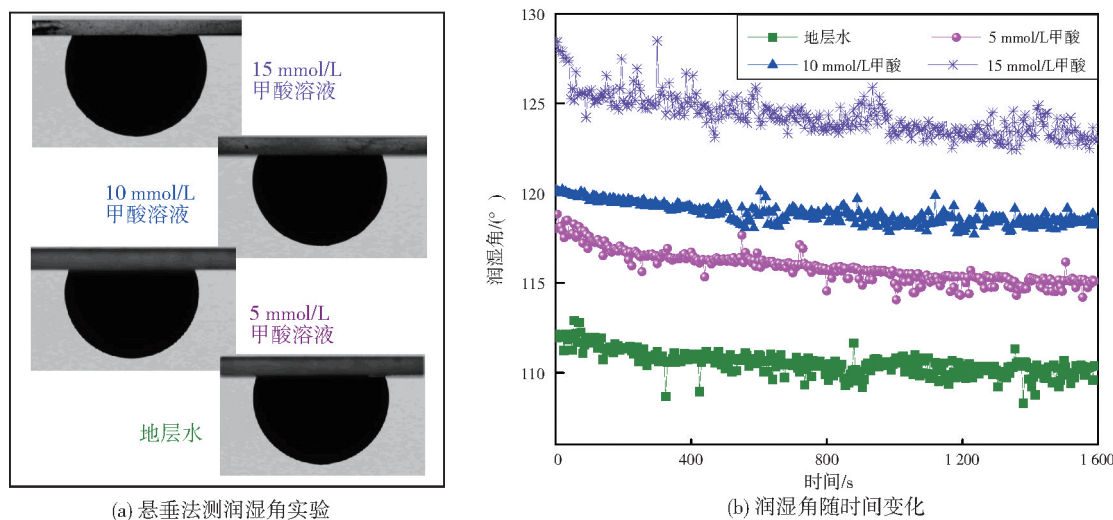 15 mmol/L
甲酸溶液
10 mmol/L
甲酸溶液
5 mmol/L
甲酸溶液
地层水
(a) 悬垂法测润湿角实验
130
125
120
115
110
润湿角/(°)
地层水
5 mmol/L甲酸
10 mmol/L甲酸
15 mmol/L甲酸
0
400
800
1 200
1 600
时间/s
(b) 润湿角随时间变化